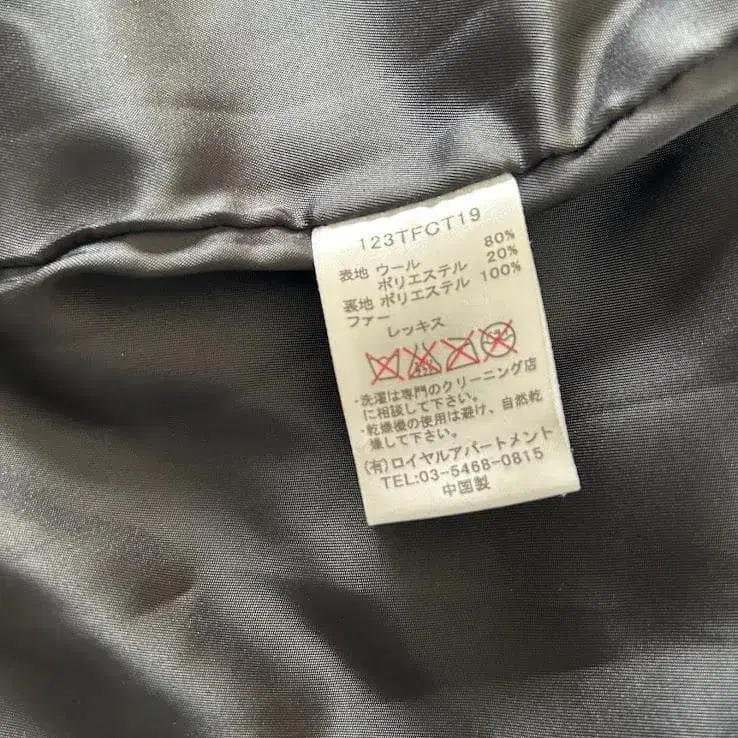 123TFCT19
表地 ウール 80%
ポリエステル 20%
裏地 ポリエステル 100%
ファー
レッキス
・洗濯は専門のクリーニング店
に相談して下さい。
・乾燥機の使用は避け、自然乾
燥して下さい。
(有)ロイヤルアパートメント
TEL:03-5468-0815
中国製